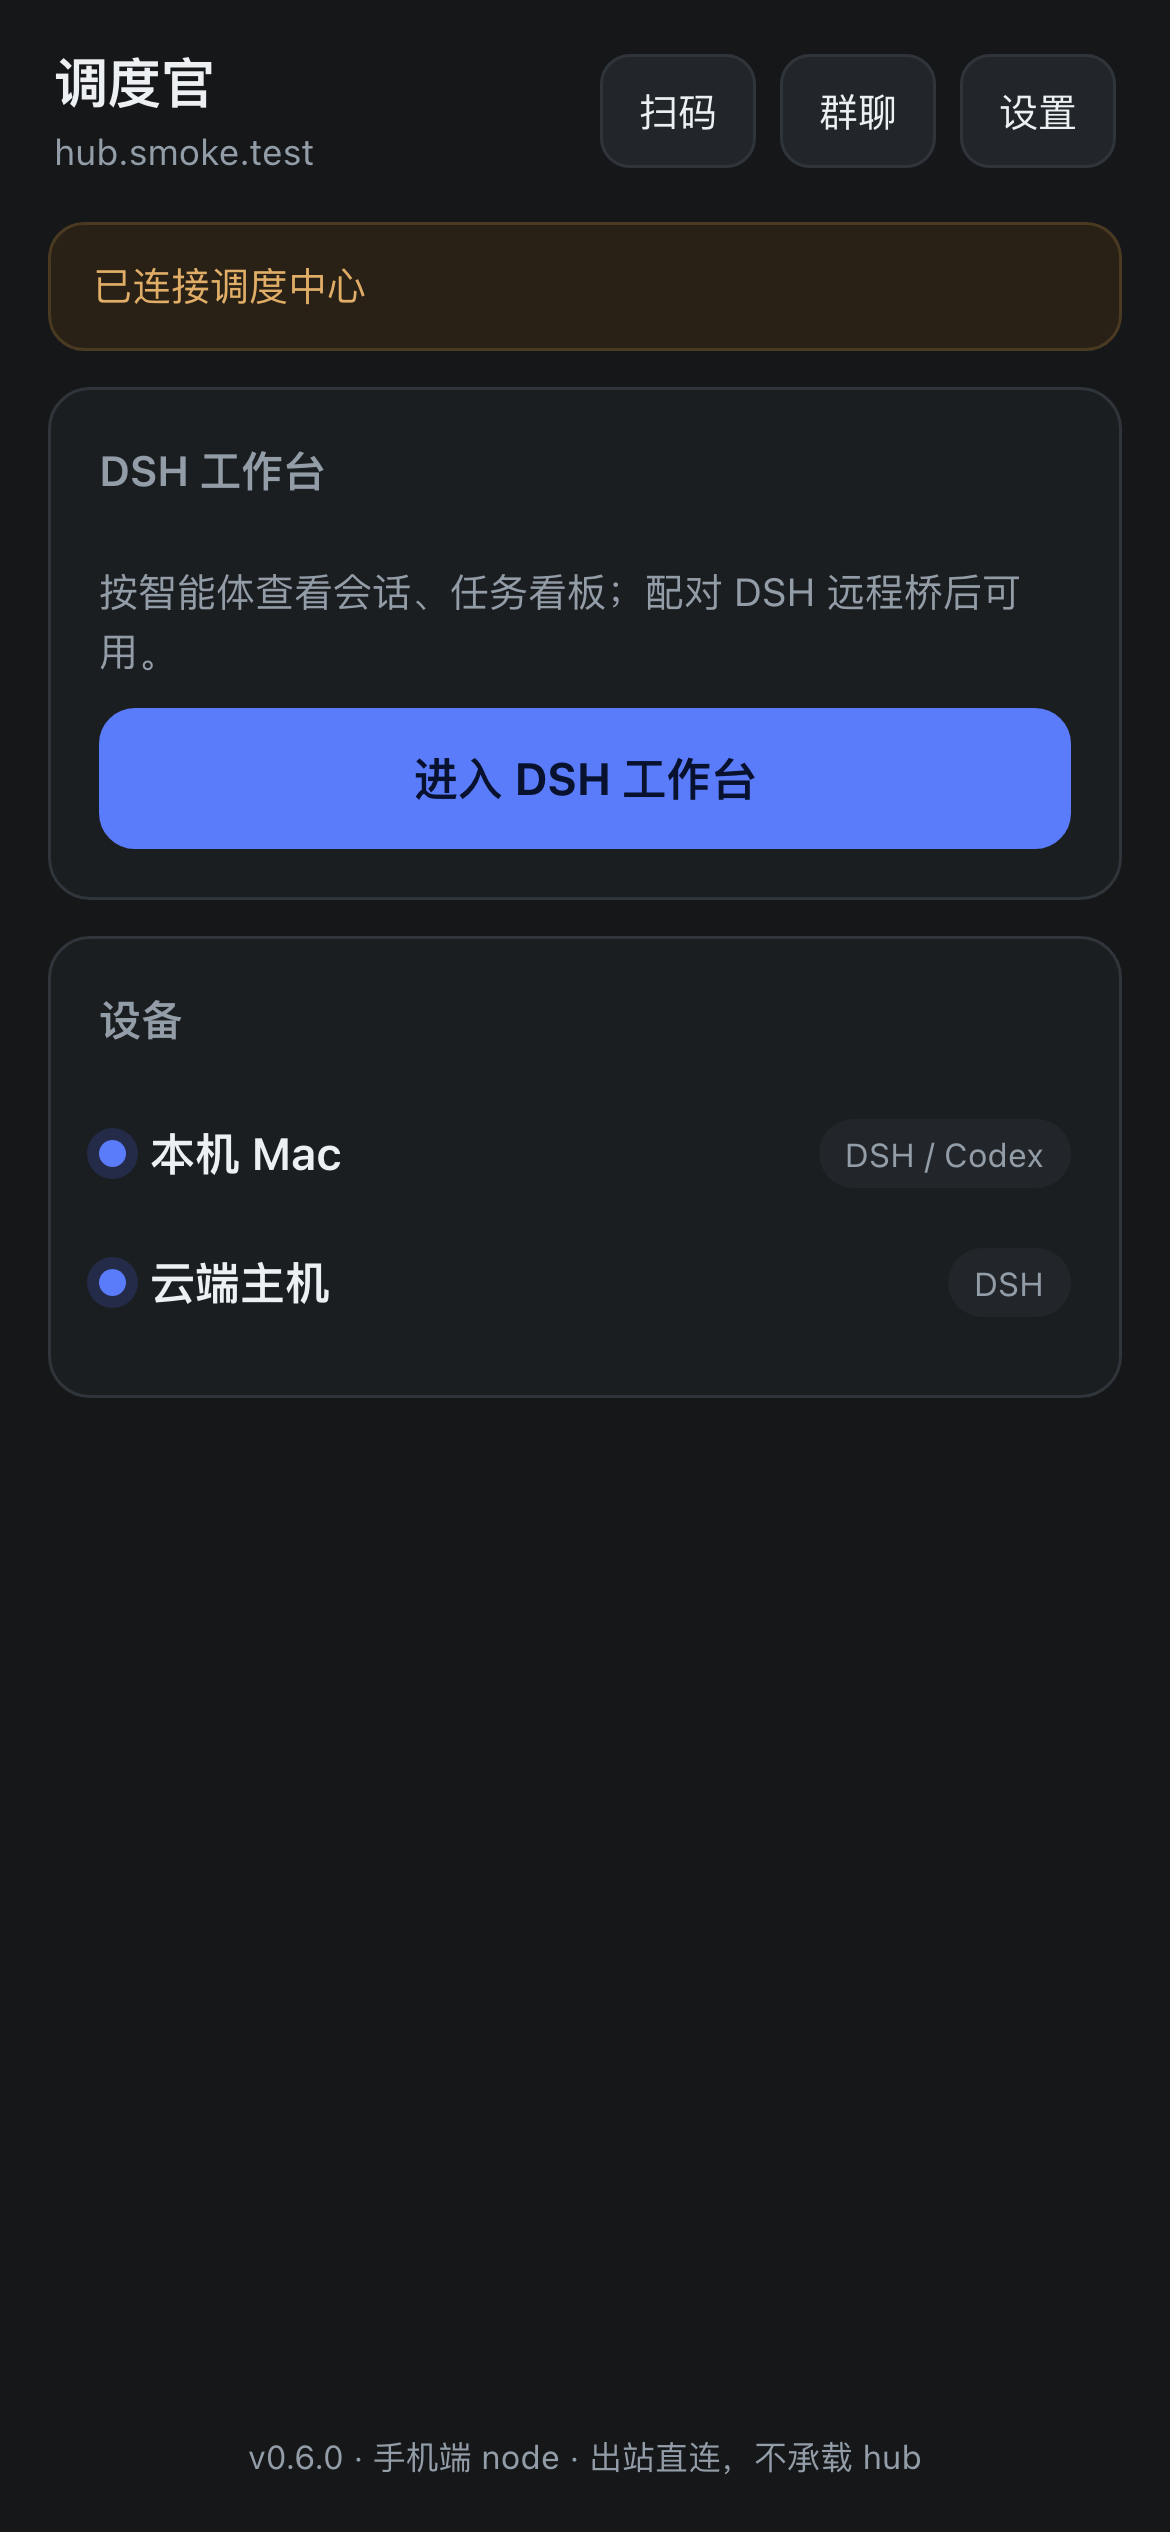 调度官
hub.smoke.test
扫码
群聊
设置
已连接调度中心
DSH 工作台
按智能体查看会话、任务看板；配对 DSH 远程桥后可
用。
进入 DSH 工作台
设备
本机 Mac
DSH / Codex
云端主机
DSH
v0.6.0 · 手机端 node · 出站直连，不承载 hub